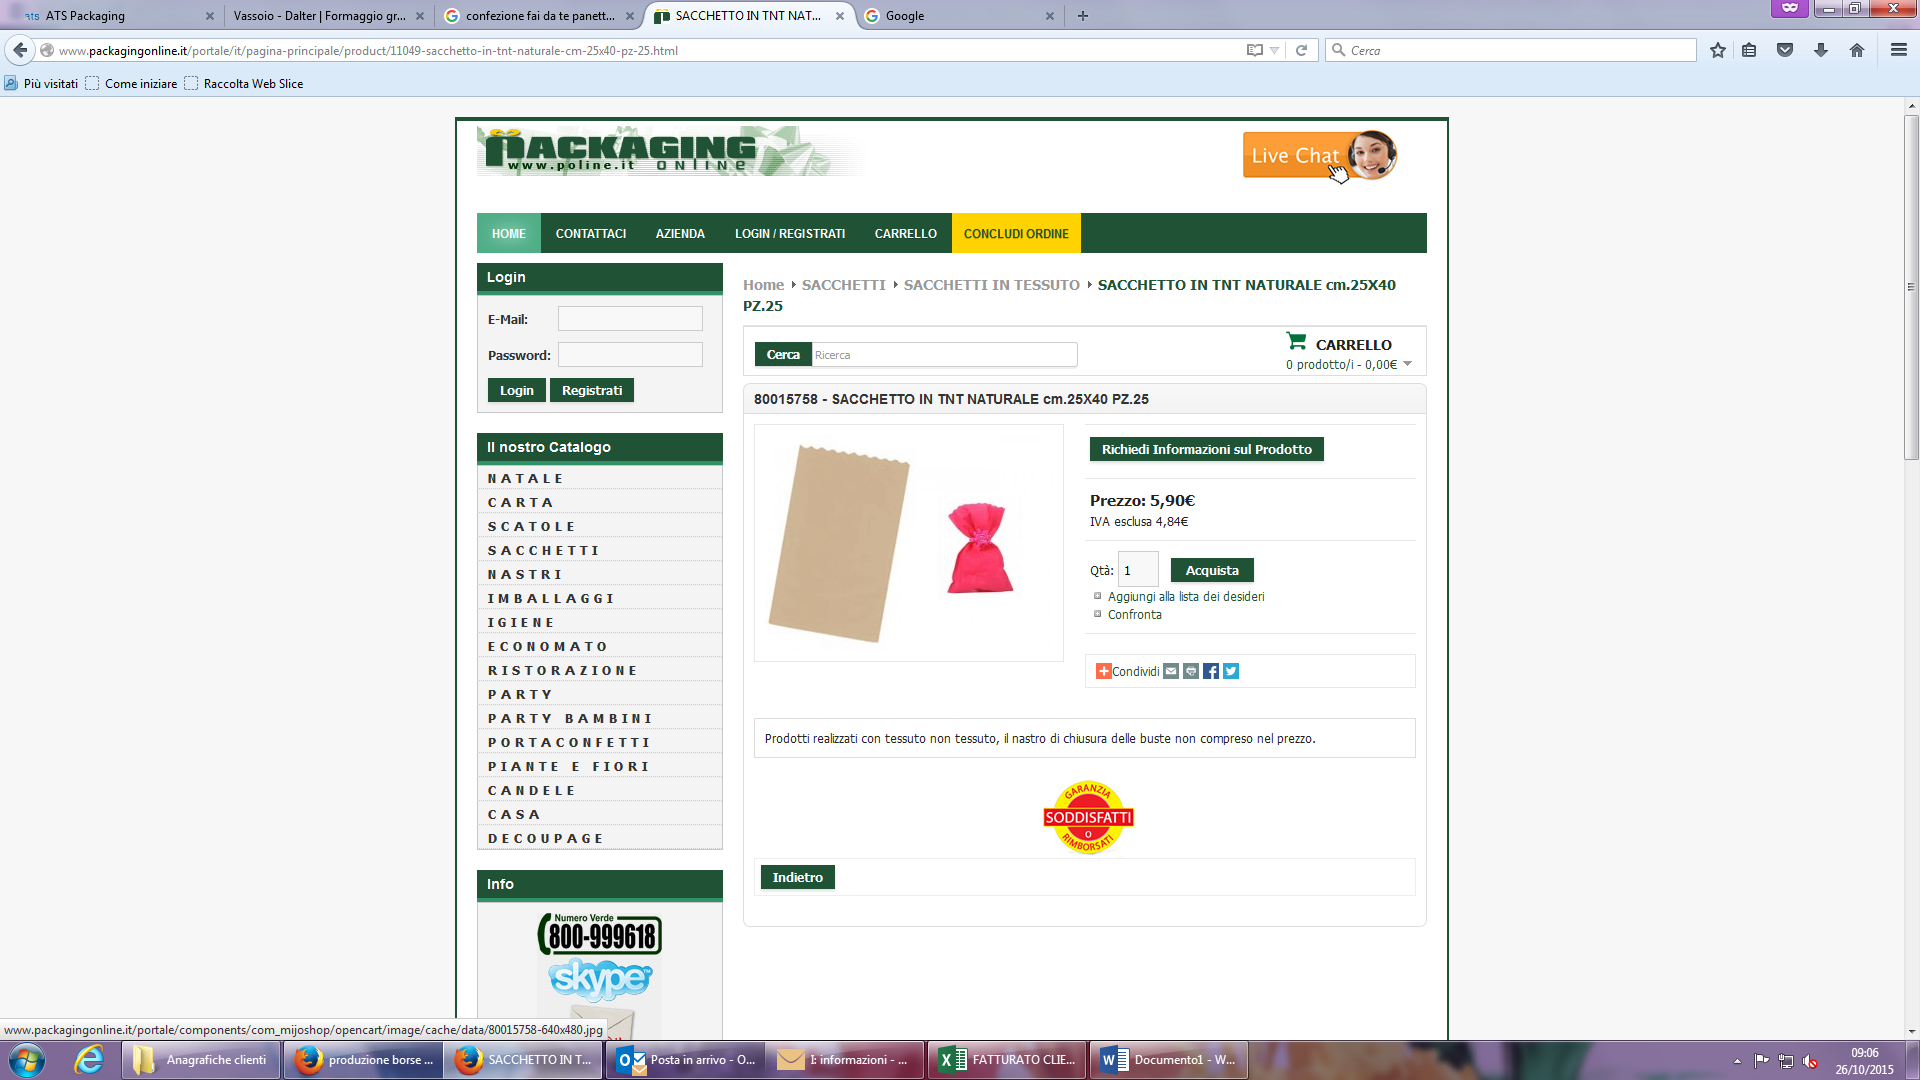 ats ATS Packaging
Vassoio - Dalter | Formaggio gr...
confezione fai da te panett...
SACCHETTO IN TNT NAT...
Google
www.packagingonline.it/portale/it/pagina-principale/product/11049-sacchetto-in-tnt-naturale-cm-25x40-pz-25.html
Cerca
Più visitati
Come iniziare
Raccolta Web Slice
PACKAGING
www.poline.it ONLINE
Live Chat
HOME CONTATTACI AZIENDA LOGIN / REGISTRATI CARRELLO CONCLUDI ORDINE
Login
E-Mail:
Password:
Login Registrati
Il nostro Catalogo
NATALE
CARTA
SCATOLE
SACCHETTI
NASTRI
IMBALLAGGI
IGIENE
ECONOMATO
RISTORAZIONE
PARTY
PARTY BAMBINI
PORTACONFETTI
PIANTE E FIORI
CANDELE
CASA
DECOUPAGE
Info
Numero Verde
800-999618
skype
Home SACCHETTI SACCHETTI IN TESSUTO SACCHETTO IN TNT NATURALE cm.25X40
PZ.25
Cerca Ricerca
CARRELLO
0 prodotto/i - 0,00€
80015758 - SACCHETTO IN TNT NATURALE cm.25X40 PZ.25
Richiedi Informazioni sul Prodotto
Prezzo: 5,90€
IVA esclusa 4,84€
Qtà: 1 Acquista
Aggiungi alla lista dei desideri
Confronta
Condividi
Prodotti realizzati con tessuto non tessuto, il nastro di chiusura delle buste non compreso nel prezzo.
GARANZIA
SODDISFATTI
o
RIMBORSATI
Indietro
www.packagingonline.it/portale/components/com_mijoshop/opencart/image/cache/data/80015758-640x480.jpg
Anagrafiche clienti
produzione borse ...
SACCHETTO IN T...
Posta in arrivo - O...
I: informazioni - ...
FATTURATO CLIE...
Documento1 - W...
09:06
26/10/2015